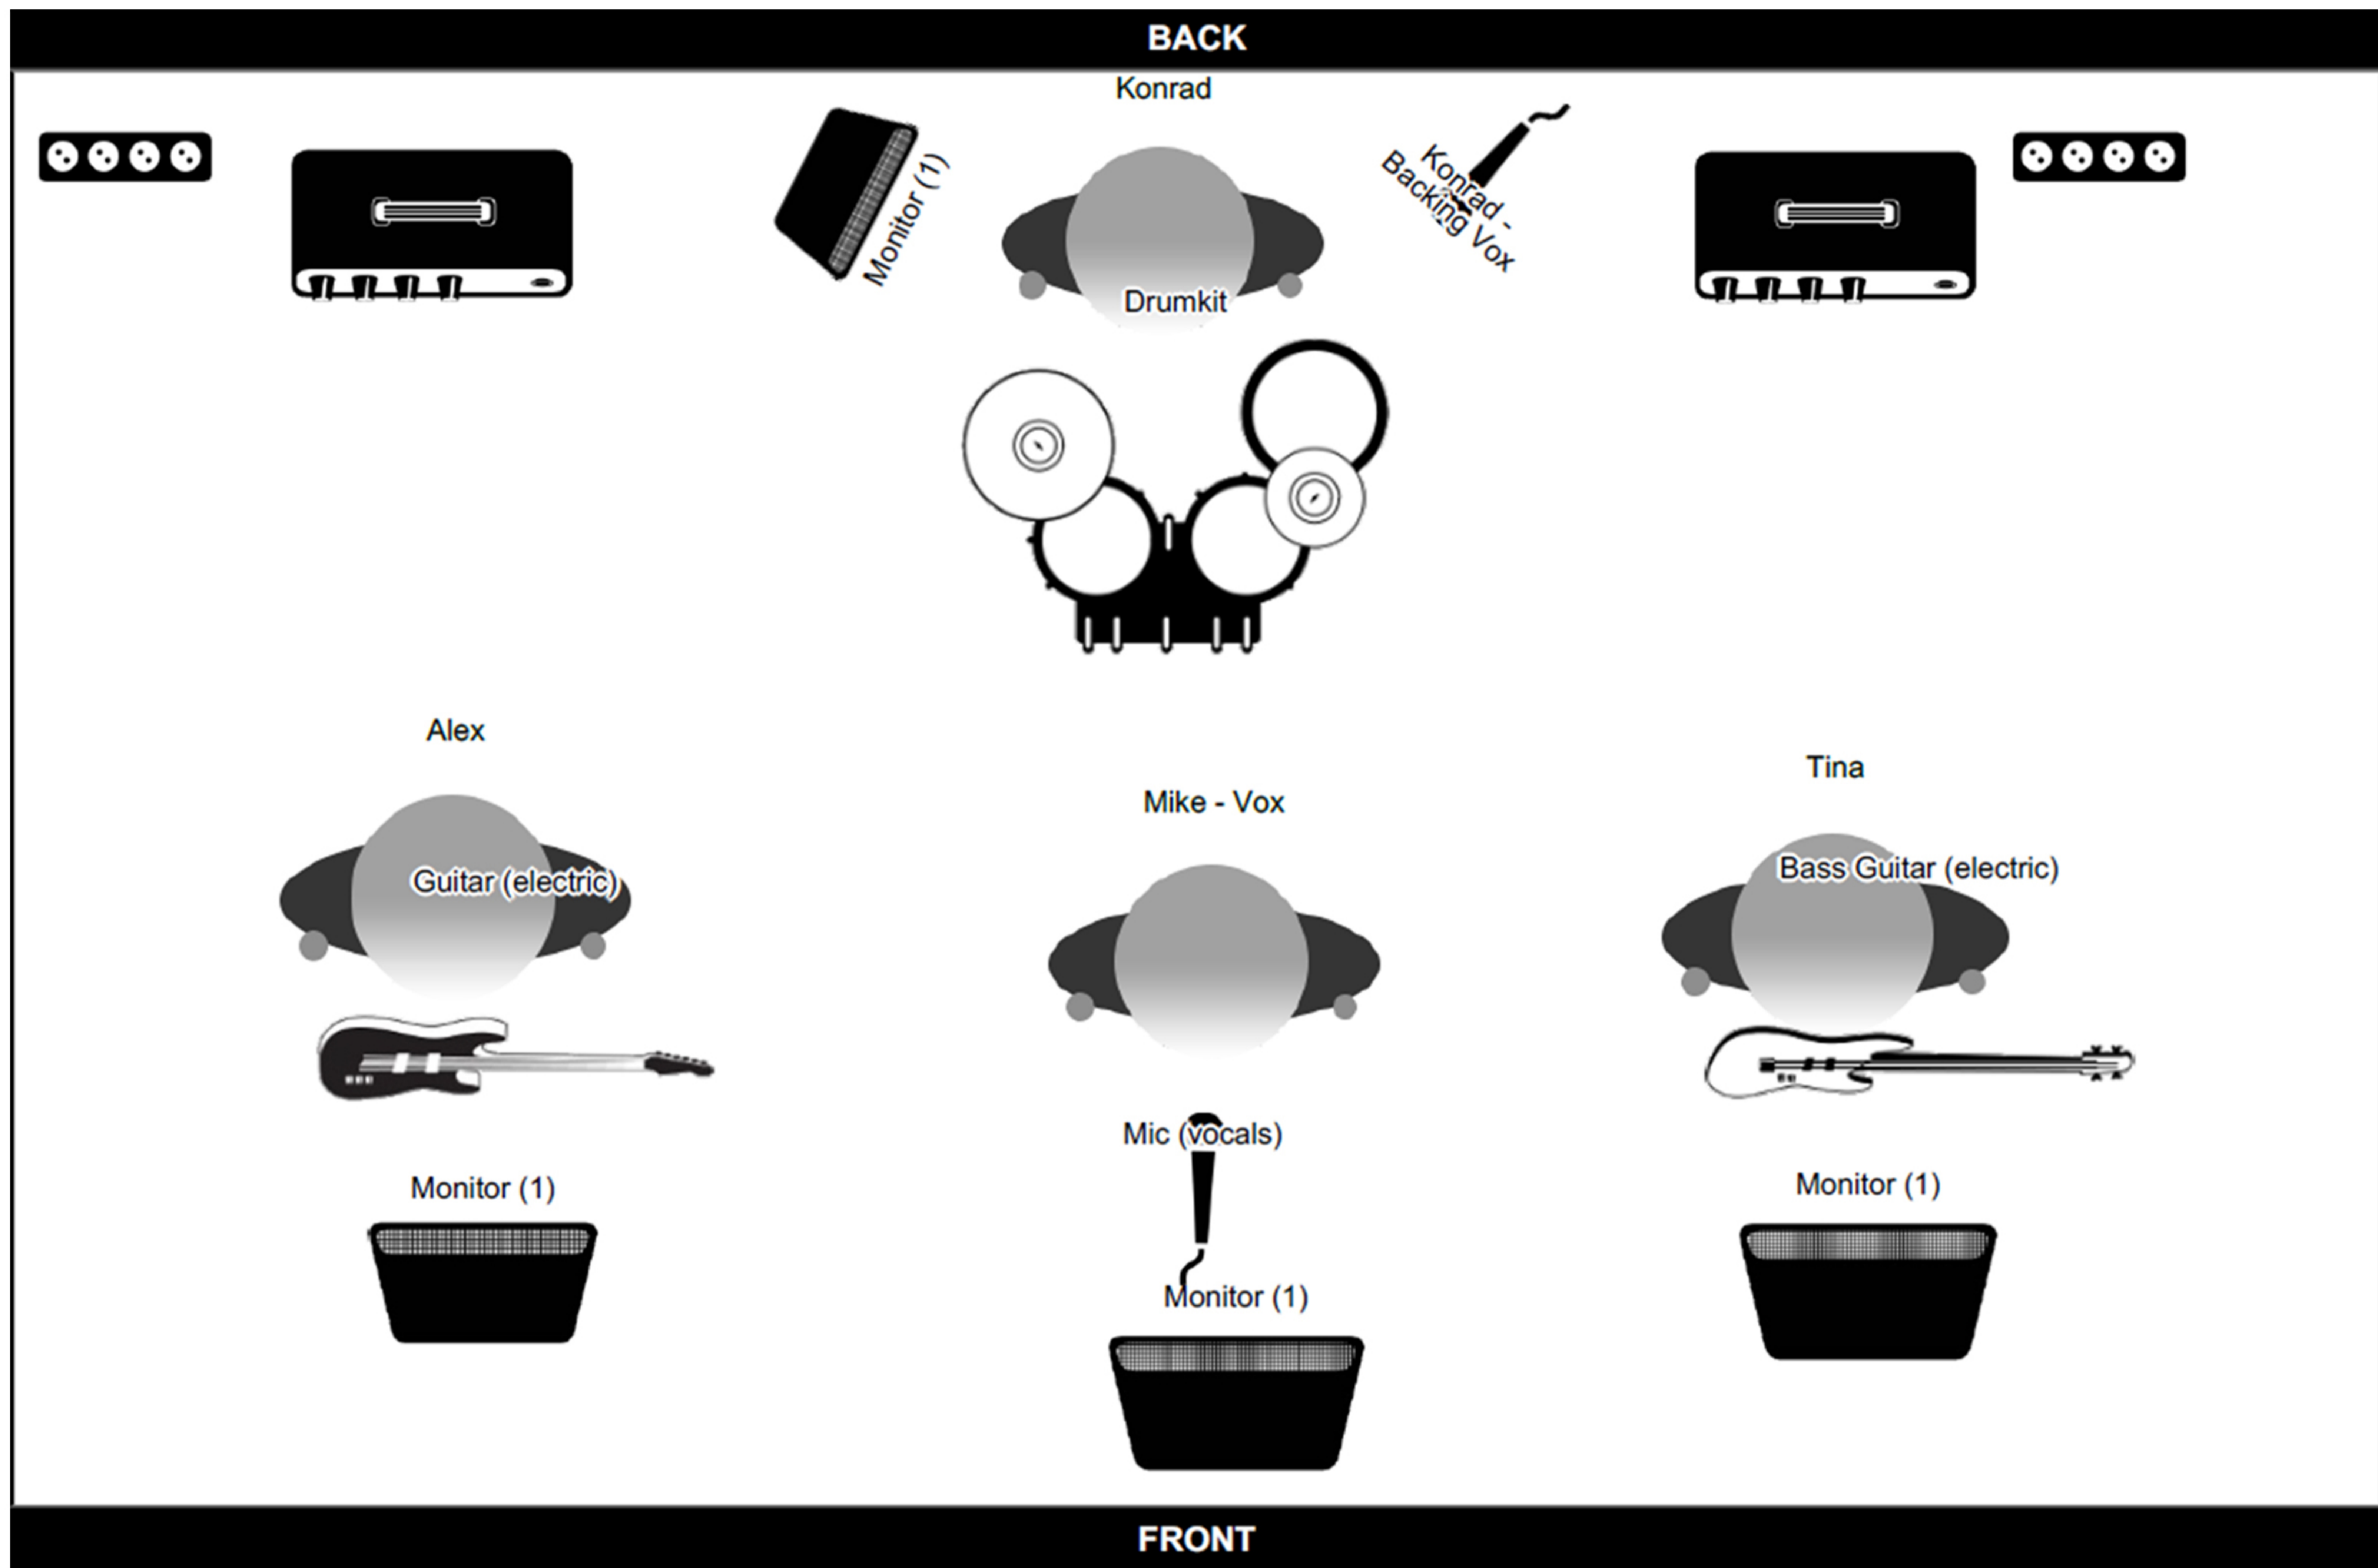 BACK
Konrad
Monitor (1)
Konrad -
Backing Vox
Drumkit
Alex
Tina
Mike - Vox
Guitar (electric)
Bass Guitar (electric)
Mic (vocals)
Monitor (1)
Monitor (1)
Monitor (1)
FRONT